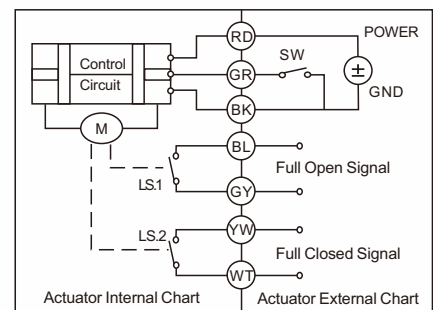 RD
POWER
SW
Control
GR
±
Circuit
GND
BK
M
BL
Full Open Signal
LS.1
GY
YW
LS.2
Full Closed Signal
WT
Actuator Internal Chart
Actuator External Chart